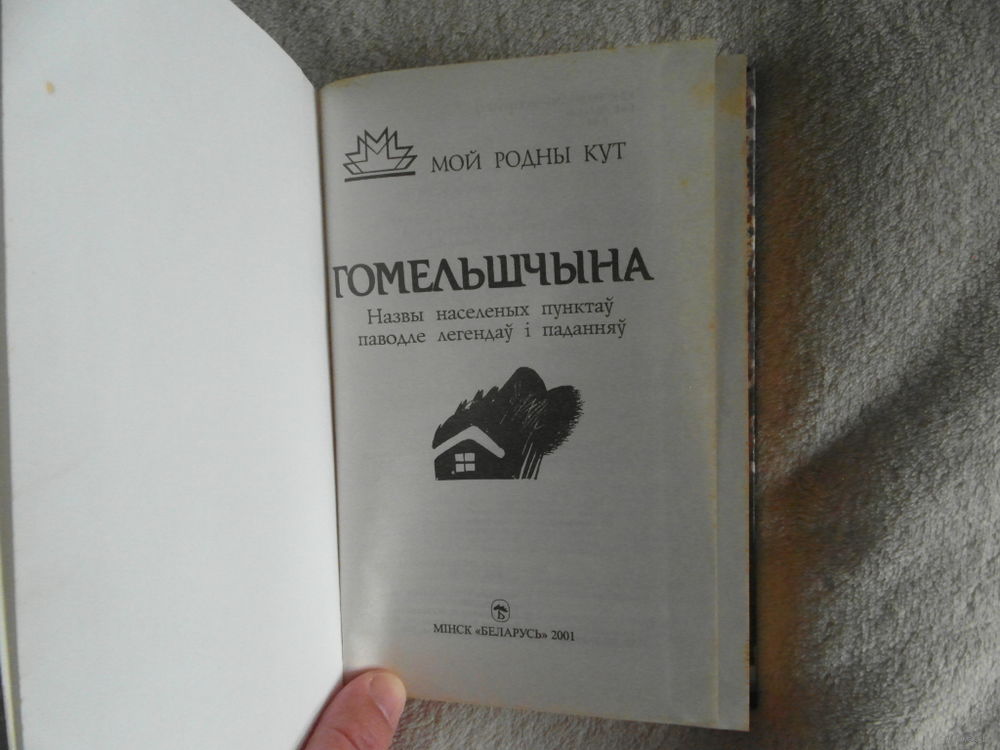 МОЙ РОДНЫ КУТ
ГОМЕЛЬШЧЫНА
Назвы населеных пунктаў
паводле легендаў і паданняў
Б
МІНСК «БЕЛАРУСЬ» 2001